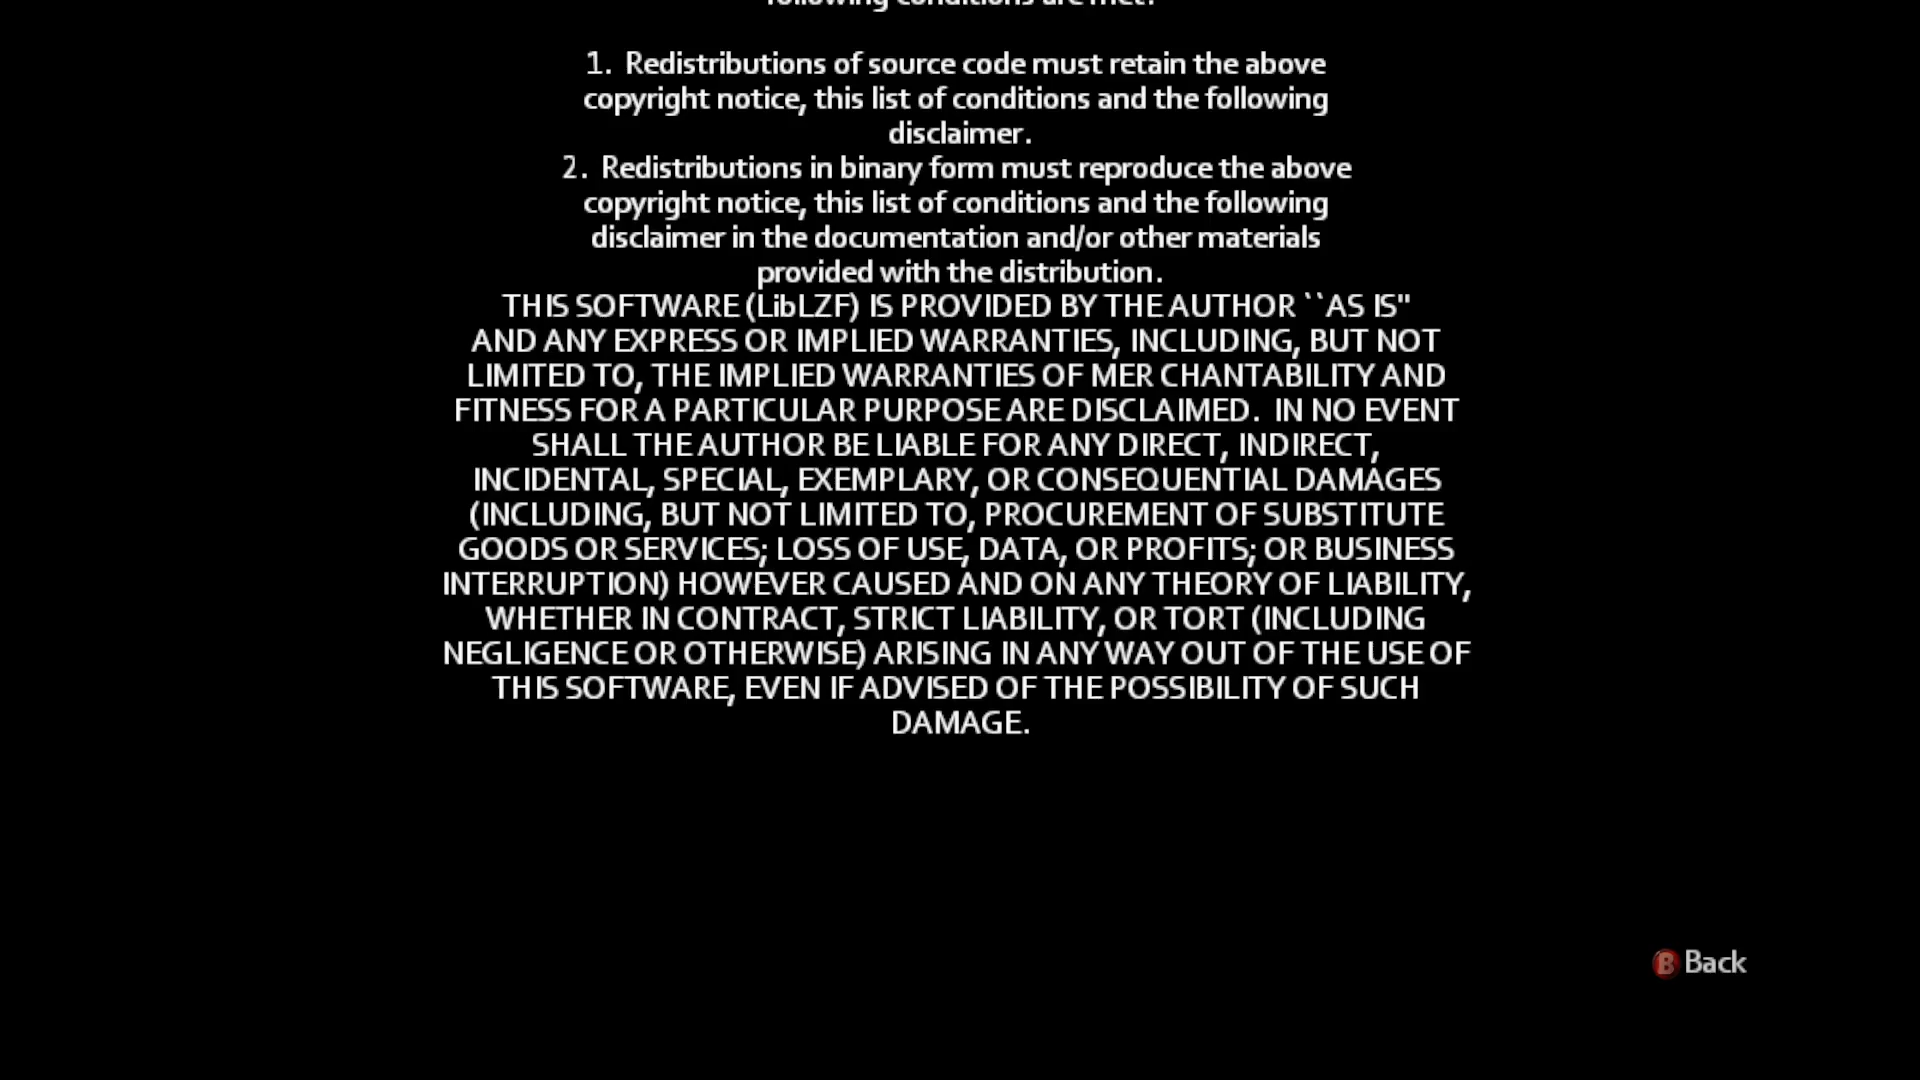 following conditions are met:
1. Redistributions of source code must retain the above
copyright notice, this list of conditions and the following
disclaimer.
2. Redistributions in binary form must reproduce the above
copyright notice, this list of conditions and the following
disclaimer in the documentation and/or other materials
provided with the distribution.
THIS SOFTWARE (LibLZF) IS PROVIDED BY THE AUTHOR ``AS IS''
AND ANY EXPRESS OR IMPLIED WARRANTIES, INCLUDING, BUT NOT
LIMITED TO, THE IMPLIED WARRANTIES OF MER CHANTABILITY AND
FITNESS FOR A PARTICULAR PURPOSE ARE DISCLAIMED. IN NO EVENT
SHALL THE AUTHOR BE LIABLE FOR ANY DIRECT, INDIRECT,
INCIDENTAL, SPECIAL, EXEMPLARY, OR CONSEQUENTIAL DAMAGES
(INCLUDING, BUT NOT LIMITED TO, PROCUREMENT OF SUBSTITUTE
GOODS OR SERVICES; LOSS OF USE, DATA, OR PROFITS; OR BUSINESS
INTERRUPTION) HOWEVER CAUSED AND ON ANY THEORY OF LIABILITY,
WHETHER IN CONTRACT, STRICT LIABILITY, OR TORT (INCLUDING
NEGLIGENCE OR OTHERWISE) ARISING IN ANY WAY OUT OF THE USE OF
THIS SOFTWARE, EVEN IF ADVISED OF THE POSSIBILITY OF SUCH
DAMAGE.
B Back